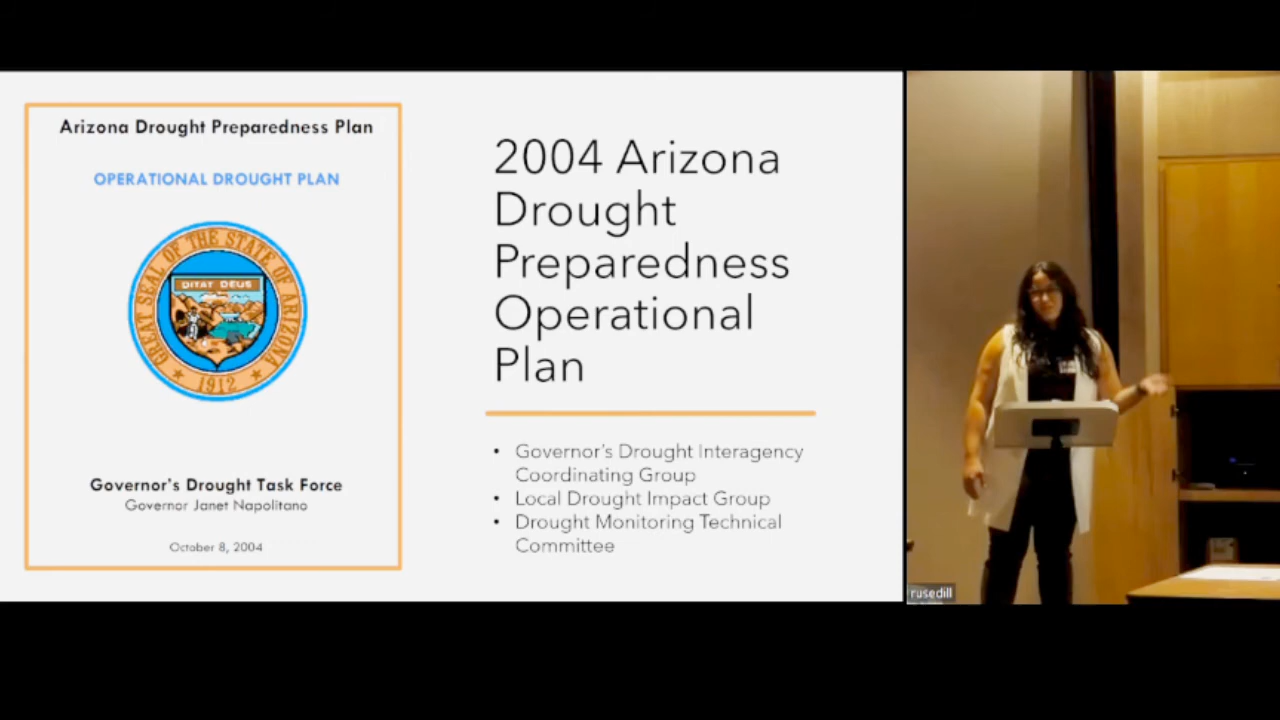 Arizona Drought Preparedness Plan
OPERATIONAL DROUGHT PLAN
GREAT SEAL OF THE STATE OF ARIZONA
DITAT DEUS
1912
Governor's Drought Task Force
Governor Janet Napolitano
October 8, 2004
2004 Arizona
Drought
Preparedness
Operational
Plan
• Governor's Drought Interagency
Coordinating Group
• Local Drought Impact Group
• Drought Monitoring Technical
Committee
rusedill